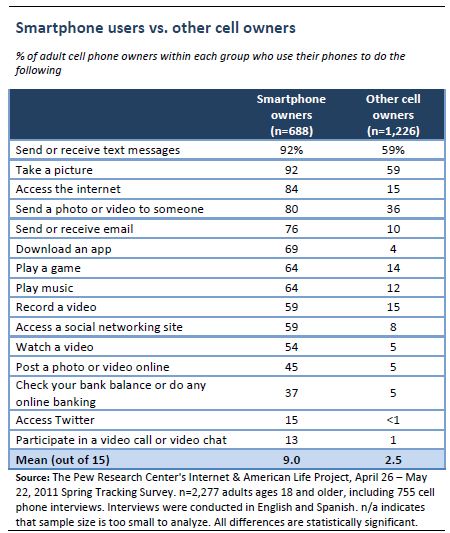 Smartphone users vs. other cell owners
% of adult cell phone owners within each group who use their phones to do the
following
Smartphone owners (n=688) Other cell owners (n=1,226)
Send or receive text messages 92% 59%
Take a picture 92 59
Access the internet 84 15
Send a photo or video to someone 80 36
Send or receive email 76 10
Download an app 69 4
Play a game 64 14
Play music 64 12
Record a video 59 15
Access a social networking site 59 8
Watch a video 54 5
Post a photo or video online 45 5
Check your bank balance or do any online banking 37 5
Access Twitter 15 <1
Participate in a video call or video chat 13 1
Mean (out of 15) 9.0 2.5
Source: The Pew Research Center's Internet & American Life Project, April 26 – May
22, 2011 Spring Tracking Survey. n=2,277 adults ages 18 and older, including 755 cell
phone interviews. Interviews were conducted in English and Spanish. n/a indicates
that sample size is too small to analyze. All differences are statistically significant.